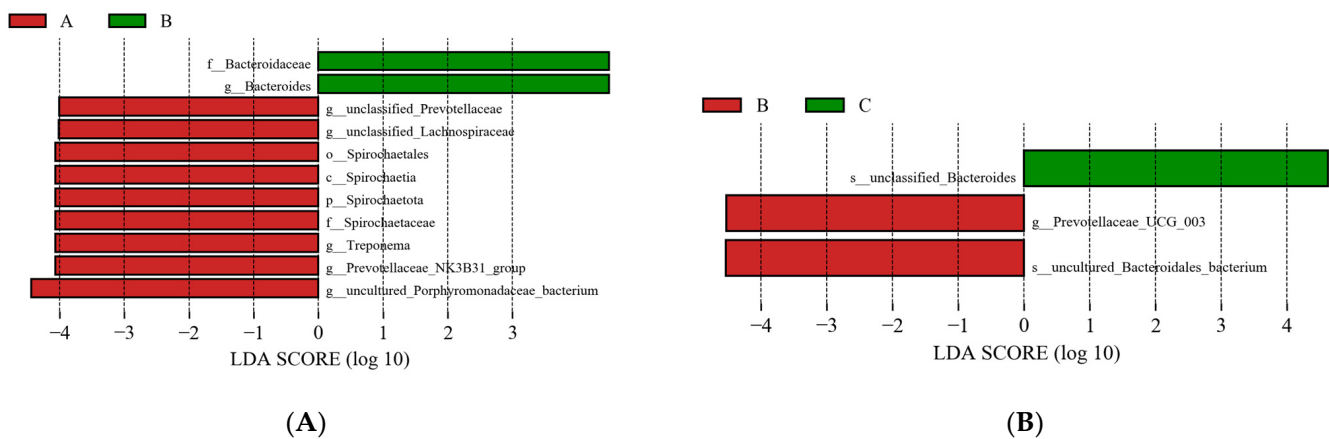 A B
f__Bacteroidaceae
g__Bacteroides
g__unclassified_Prevotellaceae
g__unclassified_Lachnospiraceae
o__Spirochaetales
c__Spirochaetia
p__Spirochaetota
f__Spirochaetaceae
g__Treponema
g__Prevotellaceae_NK3B31_group
g__uncultured_Porphyromonadaceae_bacterium
−4 −3 −2 −1 0 1 2 3
LDA SCORE (log 10)
(A)
B C
s__unclassified_Bacteroides
g__Prevotellaceae_UCG_003
s__uncultured_Bacteroidales_bacterium
−4 −3 −2 −1 0 1 2 3 4
LDA SCORE (log 10)
(B)